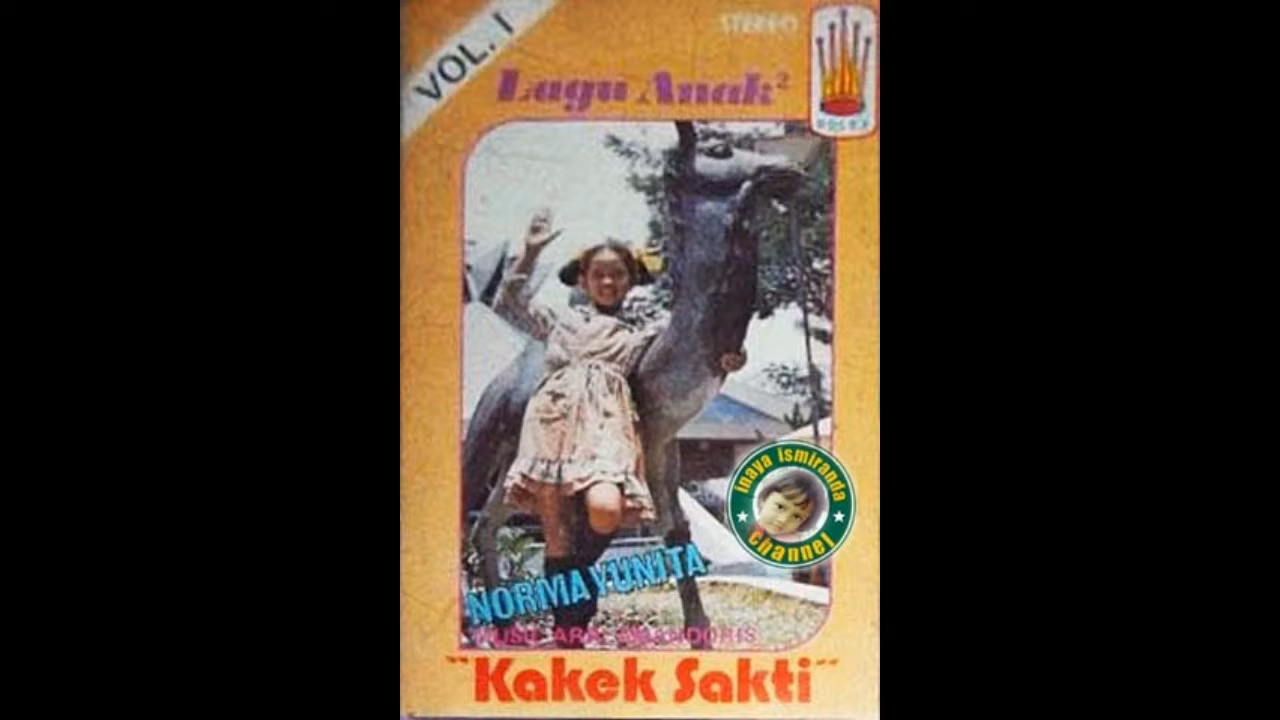 VOL. I
STEREO
Lagu Anak²
inaya ismiranda
channel
NORMA YUNITA
"Kakek Sakti"